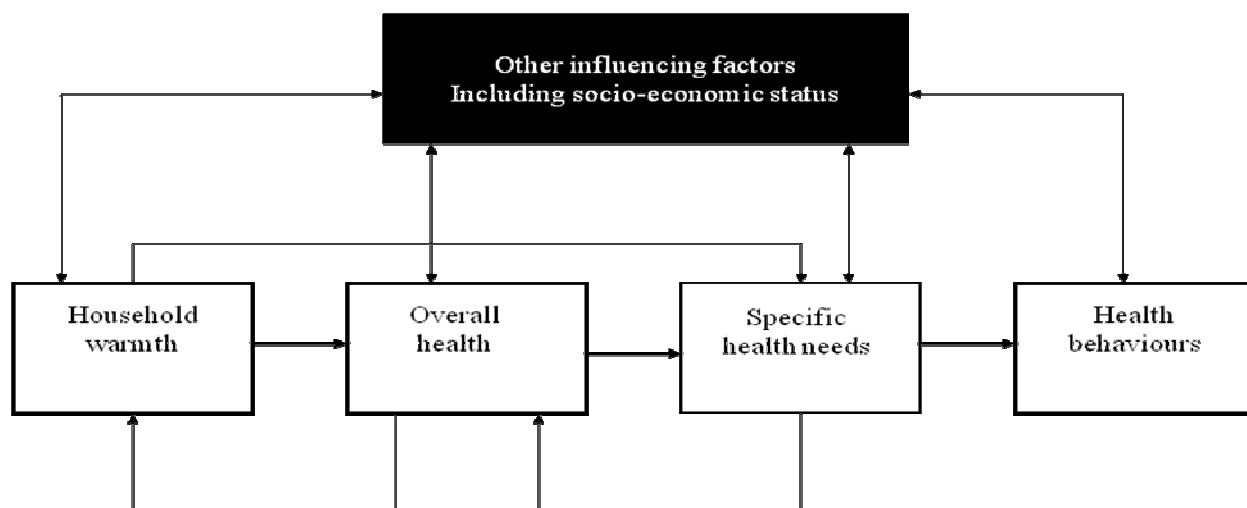 Other influencing factors
Including socio-economic status
Household
warmth
Overall
health
Specific
health needs
Health
behaviours